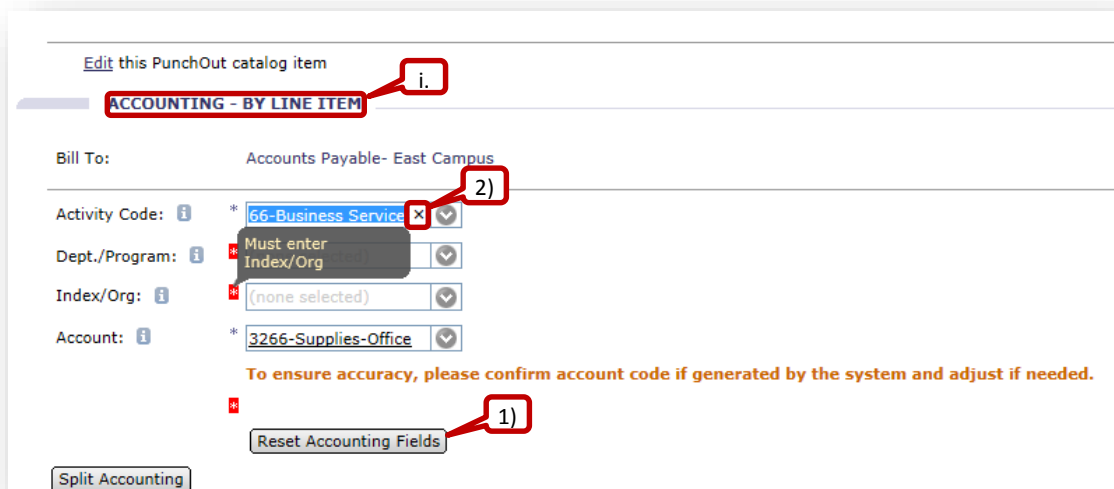 Edit this PunchOut catalog item
i.
ACCOUNTING - BY LINE ITEM
Bill To: Accounts Payable- East Campus
2)
Activity Code: i * 66-Business Service ×
Dept./Program: i *
Must enter
Index/Org
Index/Org: i * (none selected)
Account: i * 3266-Supplies-Office
To ensure accuracy, please confirm account code if generated by the system and adjust if needed.
*
1)
Reset Accounting Fields
Split Accounting